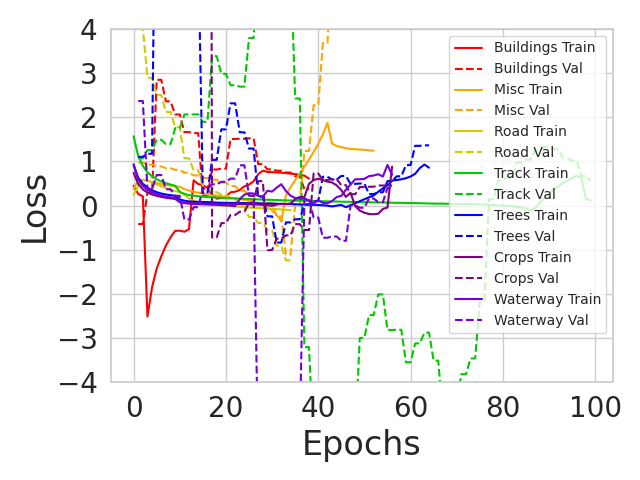 4
3
2
1
0
−1
−2
−3
−4
Loss
0
20
40
60
80
100
Epochs
Buildings Train
Buildings Val
Misc Train
Misc Val
Road Train
Road Val
Track Train
Track Val
Trees Train
Trees Val
Crops Train
Crops Val
Waterway Train
Waterway Val